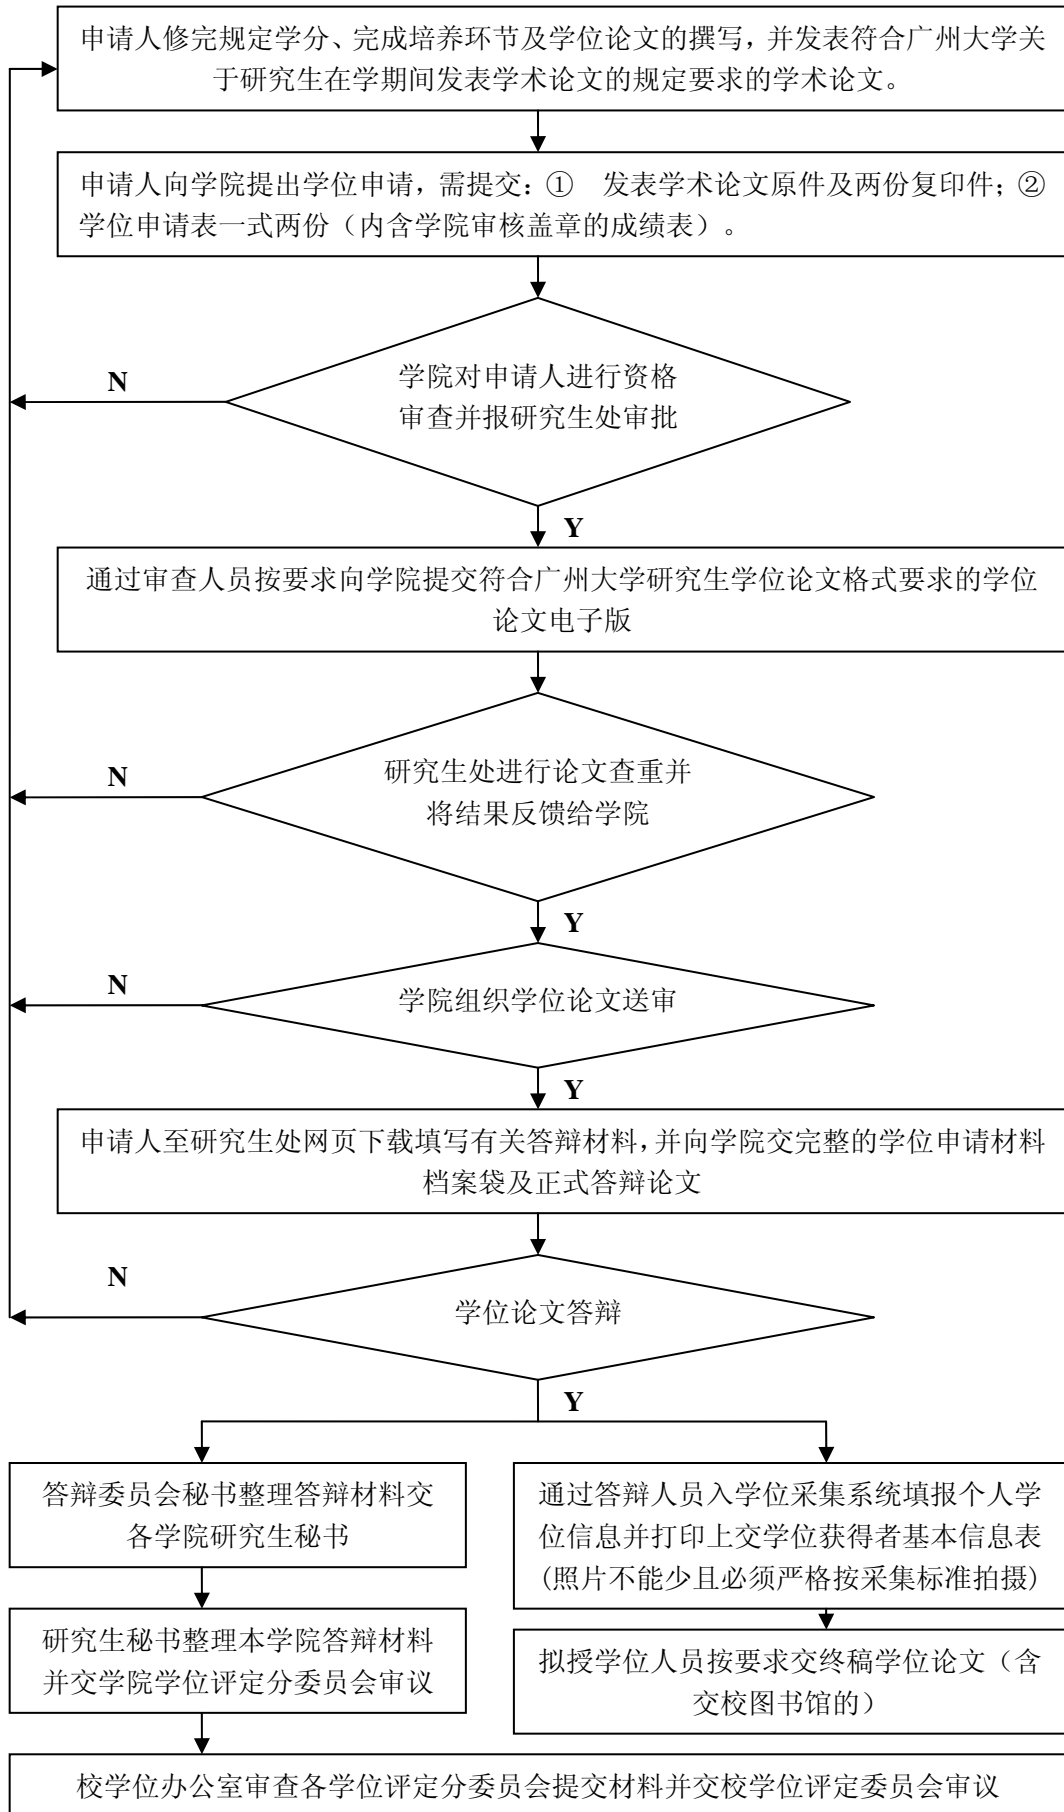 申请人修完规定学分、完成培养环节及学位论文的撰写，并发表符合广州大学关
于研究生在学期间发表学术论文的规定要求的学术论文。
申请人向学院提出学位申请，需提交：① 发表学术论文原件及两份复印件；②
学位申请表一式两份（内含学院审核盖章的成绩表）。
N
学院对申请人进行资格
审查并报研究生处审批
Y
通过审查人员按要求向学院提交符合广州大学研究生学位论文格式要求的学位
论文电子版
N
研究生处进行论文查重并
将结果反馈给学院
Y
N
学院组织学位论文送审
Y
申请人至研究生处网页下载填写有关答辩材料，并向学院交完整的学位申请材料
档案袋及正式答辩论文
N
学位论文答辩
Y
答辩委员会秘书整理答辩材料交
各学院研究生秘书
通过答辩人员入学位采集系统填报个人学
位信息并打印上交学位获得者基本信息表
(照片不能少且必须严格按采集标准拍摄)
研究生秘书整理本学院答辩材料
并交学院学位评定分委员会审议
拟授学位人员按要求交终稿学位论文（含
交校图书馆的）
校学位办公室审查各学位评定分委员会提交材料并交校学位评定委员会审议